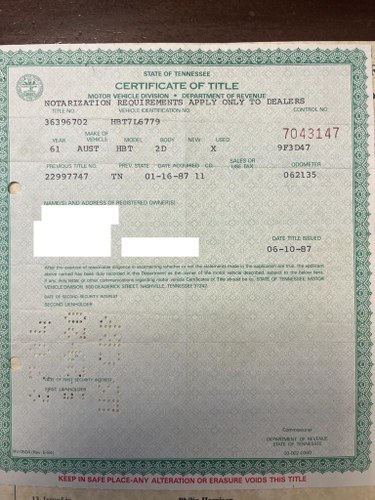 STATE OF TENNESSEE
CERTIFICATE OF TITLE
MOTOR VEHICLE DIVISION * DEPARTMENT OF REVENUE
NOTARIZATION REQUIREMENTS APPLY ONLY TO DEALERS
TITLE NO. VEHICLE IDENTIFICATION NO. CONTROL NO.
36396702 HBT7L6779
7043147
YEAR MAKE OF VEHICLE MODEL BODY NEW USED
61 AUST HBT 2D X 9F3D47
PREVIOUS TITLE NO. PREV. STATE DATE ACQUIRED CO. SALES OR USE TAX ODOMETER
22997747 TN 01-16-87 11 062135
NAME(S) AND ADDRESS OF REGISTERED OWNER(S)
DATE TITLE ISSUED
06-10-87
DATE OF SECOND SECURITY INTEREST
SECOND LIENHOLDER
DATE OF FIRST SECURITY INTEREST
FIRST LIENHOLDER
Commissioner
DEPARTMENT OF REVENUE
STATE OF TENNESSEE
KEEP IN SAFE PLACE-ANY ALTERATION OR ERASURE VOIDS THIS TITLE